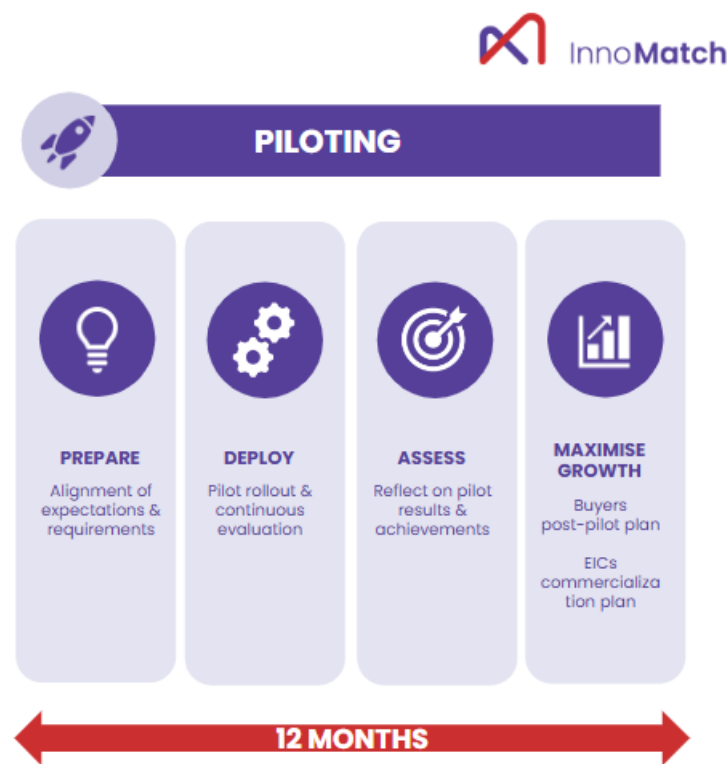 InnoMatch
PILOTING
PREPARE
Alignment of
expectations &
requirements
DEPLOY
Pilot rollout &
continuous
evaluation
ASSESS
Reflect on pilot
results &
achievements
MAXIMISE
GROWTH
Buyers
post-pilot plan
EICs
commercializa
tion plan
12 MONTHS